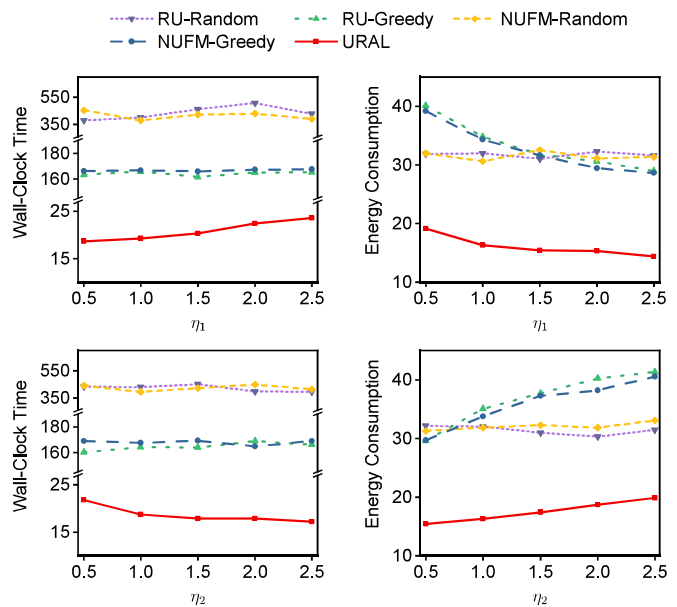 RU-Random RU-Greedy NUFM-Random
NUFM-Greedy URAL
Wall-Clock Time
550
350
180
160
25
15
0.5 1.0 1.5 2.0 2.5
η1
Energy Consumption
40
30
20
10
0.5 1.0 1.5 2.0 2.5
η1
Wall-Clock Time
550
350
180
160
25
15
0.5 1.0 1.5 2.0 2.5
η2
Energy Consumption
40
30
20
10
0.5 1.0 1.5 2.0 2.5
η2